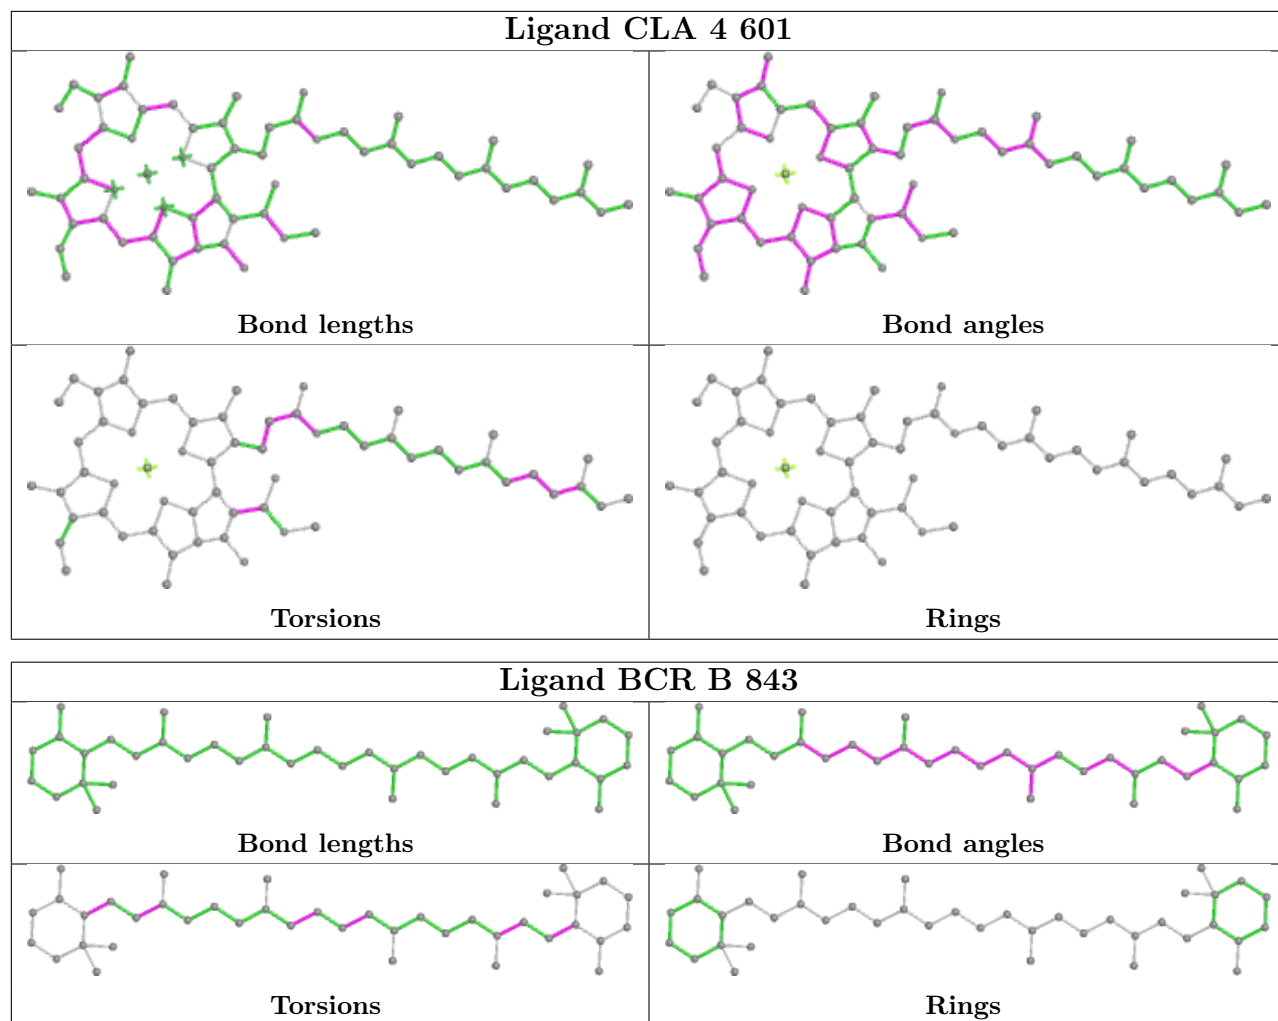 Ligand CLA 4 601
Bond lengths
Bond angles
Torsions
Rings
Ligand BCR B 843
Bond lengths
Bond angles
Torsions
Rings